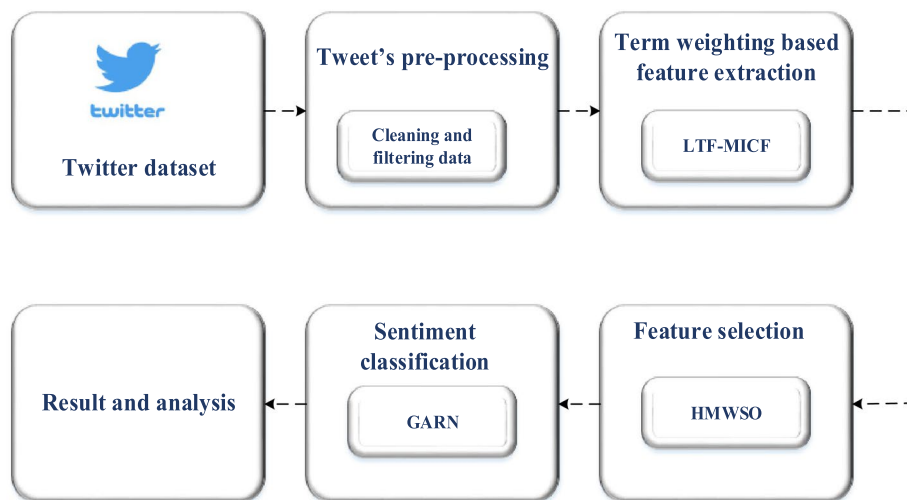 twitter
Twitter dataset
Tweet's pre-processing
Cleaning and
filtering data
Term weighting based
feature extraction
LTF-MICF
Feature selection
HMWSO
Sentiment
classification
GARN
Result and analysis